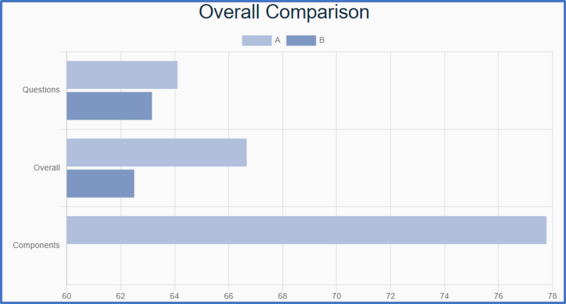 Overall Comparison
A B
Questions
Overall
Components
60 62 64 66 68 70 72 74 76 78